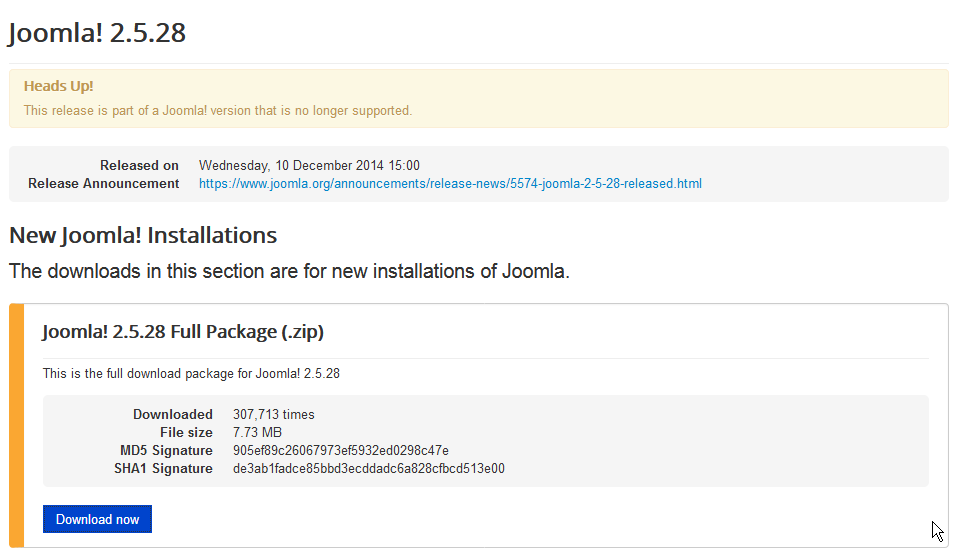 Joomla! 2.5.28
Heads Up!
This release is part of a Joomla! version that is no longer supported.
Released on Wednesday, 10 December 2014 15:00
Release Announcement https://www.joomla.org/announcements/release-news/5574-joomla-2-5-28-released.html
New Joomla! Installations
The downloads in this section are for new installations of Joomla.
Joomla! 2.5.28 Full Package (.zip)
This is the full download package for Joomla! 2.5.28
Downloaded 307,713 times
File size 7.73 MB
MD5 Signature 905ef89c26067973ef5932ed0298c47e
SHA1 Signature de3ab1fadce85bbd3ecddadc6a828cfbcd513e00
Download now